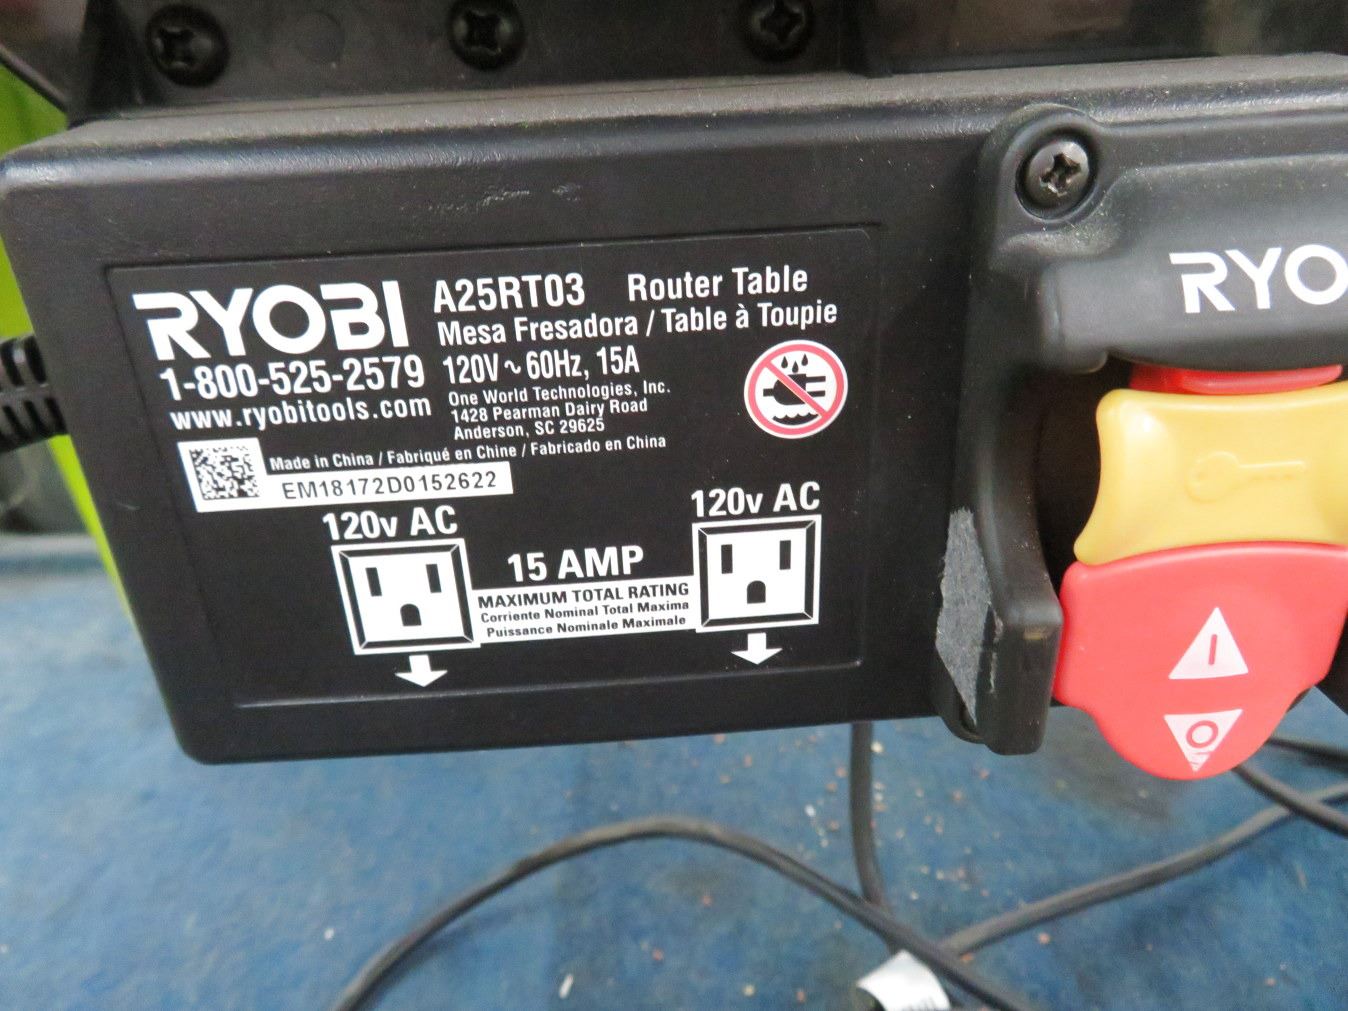 RYOBI A25RT03 Router Table
Mesa Fresadora / Table à Toupie
1-800-525-2579 120V ~ 60Hz, 15A
www.ryobitools.com One World Technologies, Inc.
1428 Pearman Dairy Road
Anderson, SC 29625
Made in China / Fabriqué en Chine / Fabricado en China
EM18172D0152622
120v AC
120v AC
15 AMP
MAXIMUM TOTAL RATING
Corriente Nominal Total Maxima
Puissance Nominale Maximale
RYO
I
O